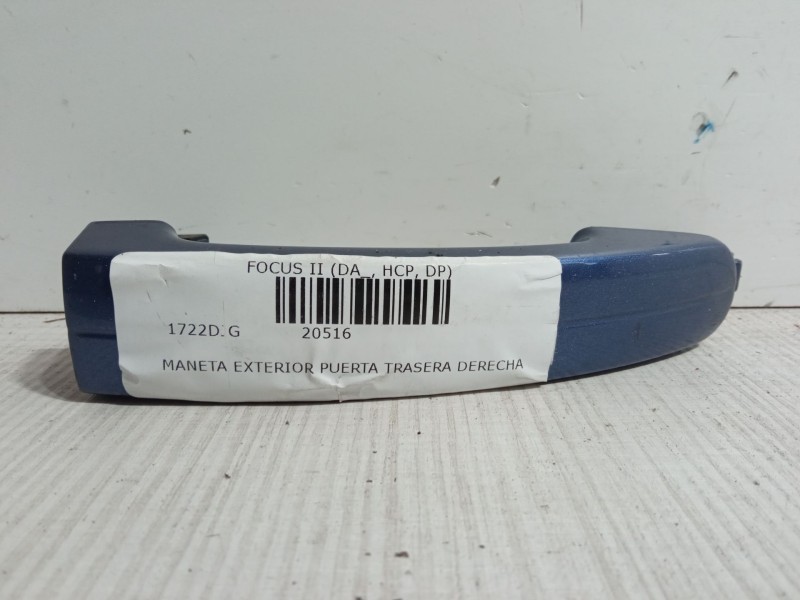 FOCUS II (DA_, HCP, DP)
1722D.G 20516
MANETA EXTERIOR PUERTA TRASERA DERECHA